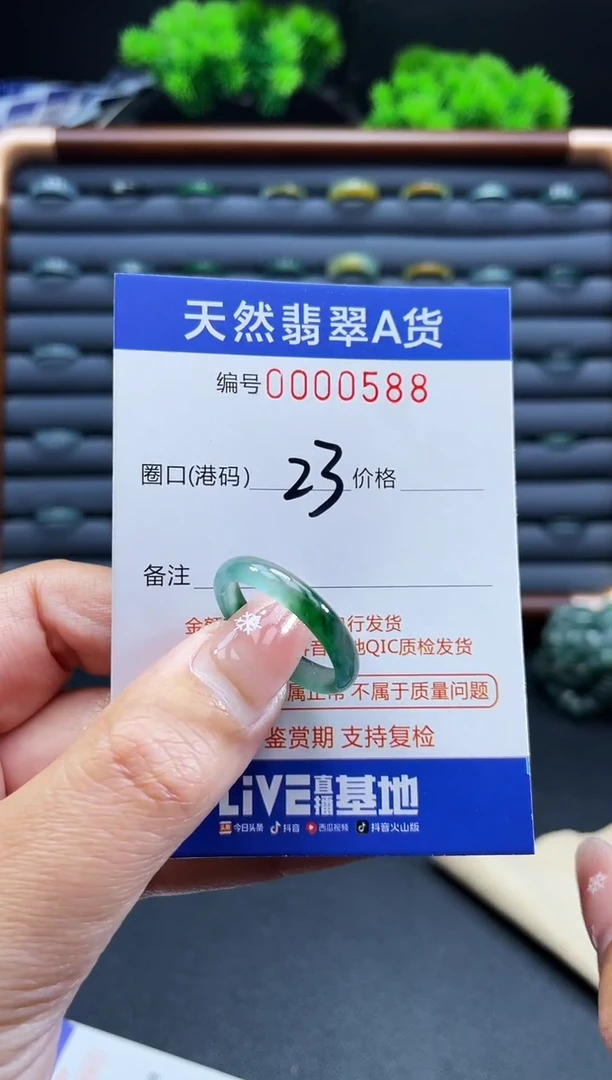 天然翡翠A货
编号0000588
圈口(港码) 23 价格
备注
金 行发货
QIC质检发货
属正常 不属于质量问题
鉴赏期 支持复检
LiVE直播基地
今日头条 抖音 西瓜视频 抖音火山版